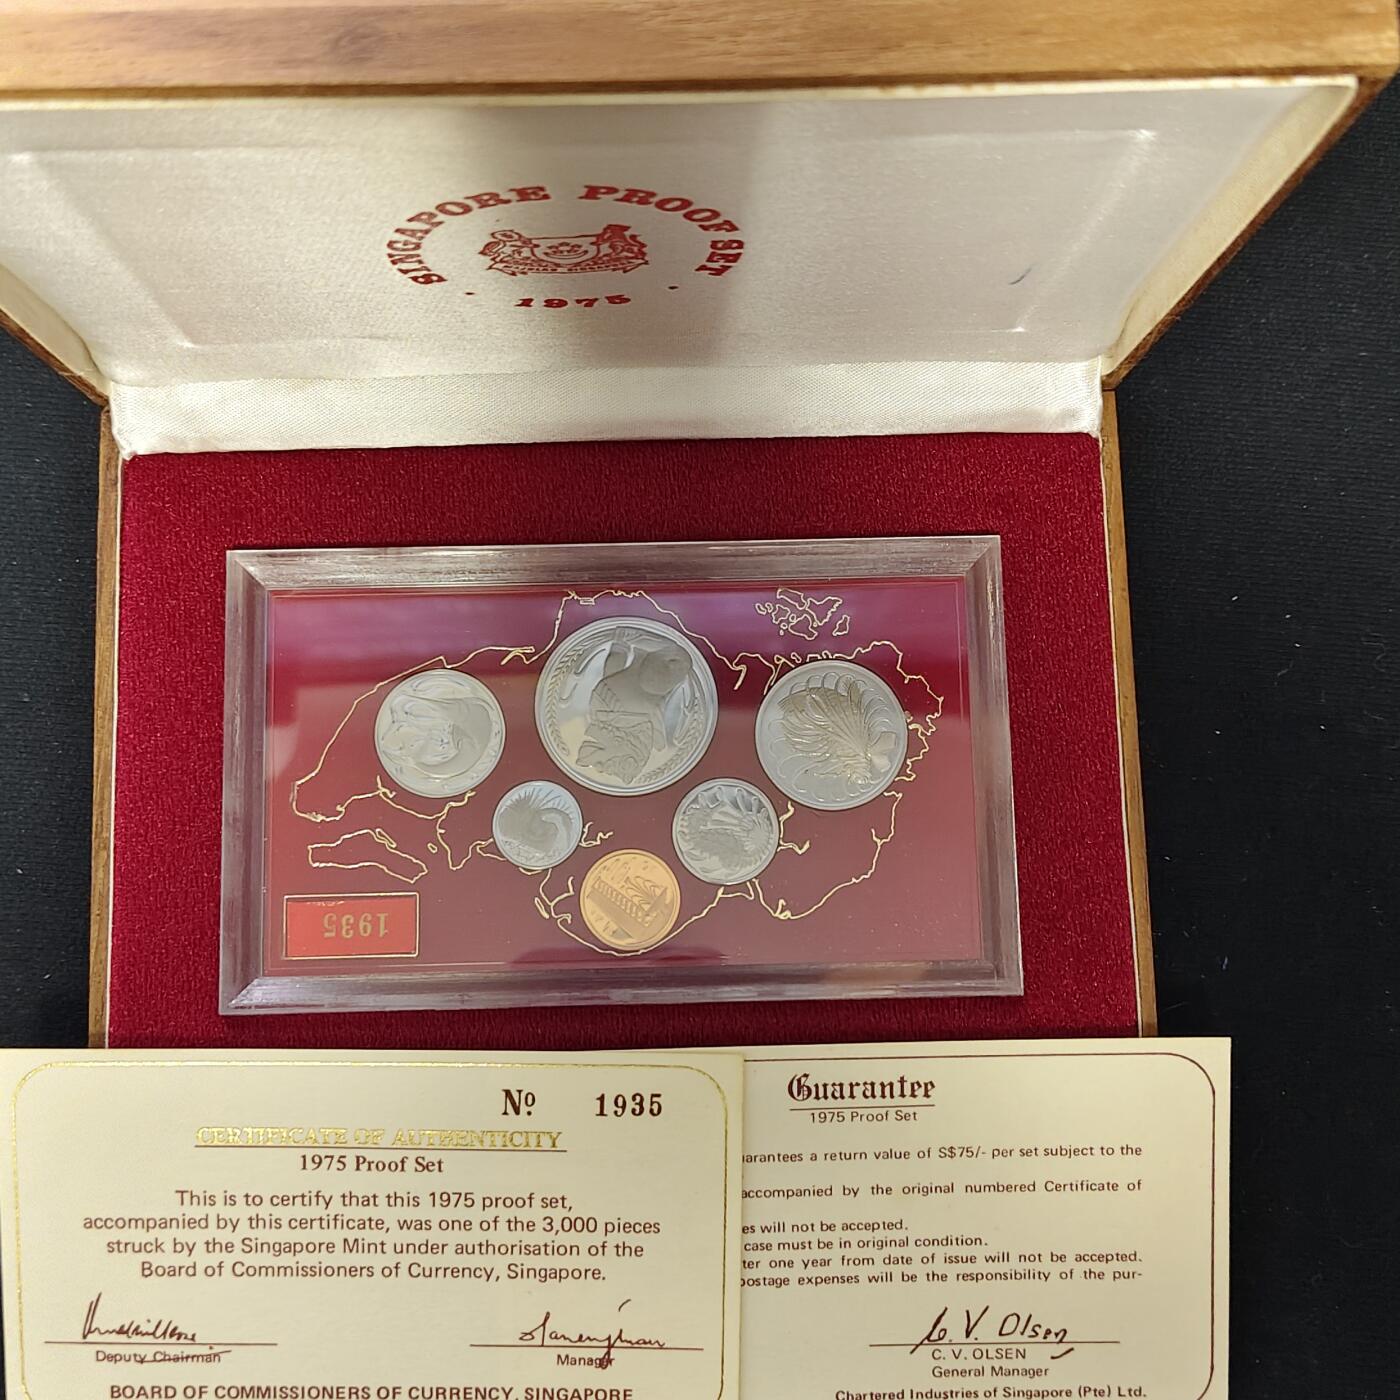 SINGAPORE PROOF SET
· 1975 ·
1935
No 1935
CERTIFICATE OF AUTHENTICITY
1975 Proof Set
This is to certify that this 1975 proof set,
accompanied by this certificate, was one of the 3,000 pieces
struck by the Singapore Mint under authorisation of the
Board of Commissioners of Currency, Singapore.
Deputy Chairman
Manager
BOARD OF COMMISSIONERS OF CURRENCY, SINGAPORE
Guarantee
1975 Proof Set
arantees a return value of S$75/- per set subject to the
accompanied by the original numbered Certificate of
es will not be accepted.
case must be in original condition.
ter one year from date of issue will not be accepted.
postage expenses will be the responsibility of the pur-
C. V. Olsen
C. V. OLSEN
General Manager
Chartered Industries of Singapore (Pte) Ltd.